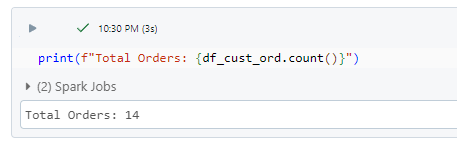 10:30 PM (3s)
print(f"Total Orders: {df_cust_ord.count()}")
(2) Spark Jobs
Total Orders: 14